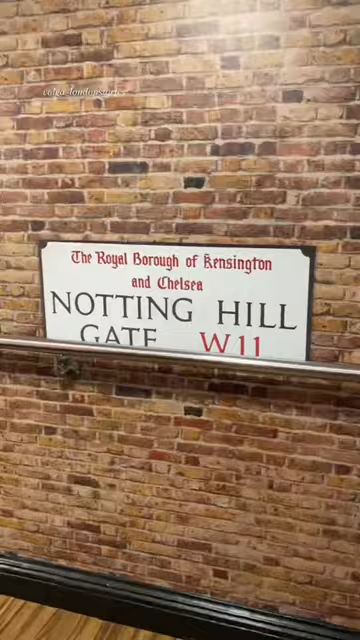 The Royal Borough of Kensington
and Chelsea
NOTTING HILL
GATE W11